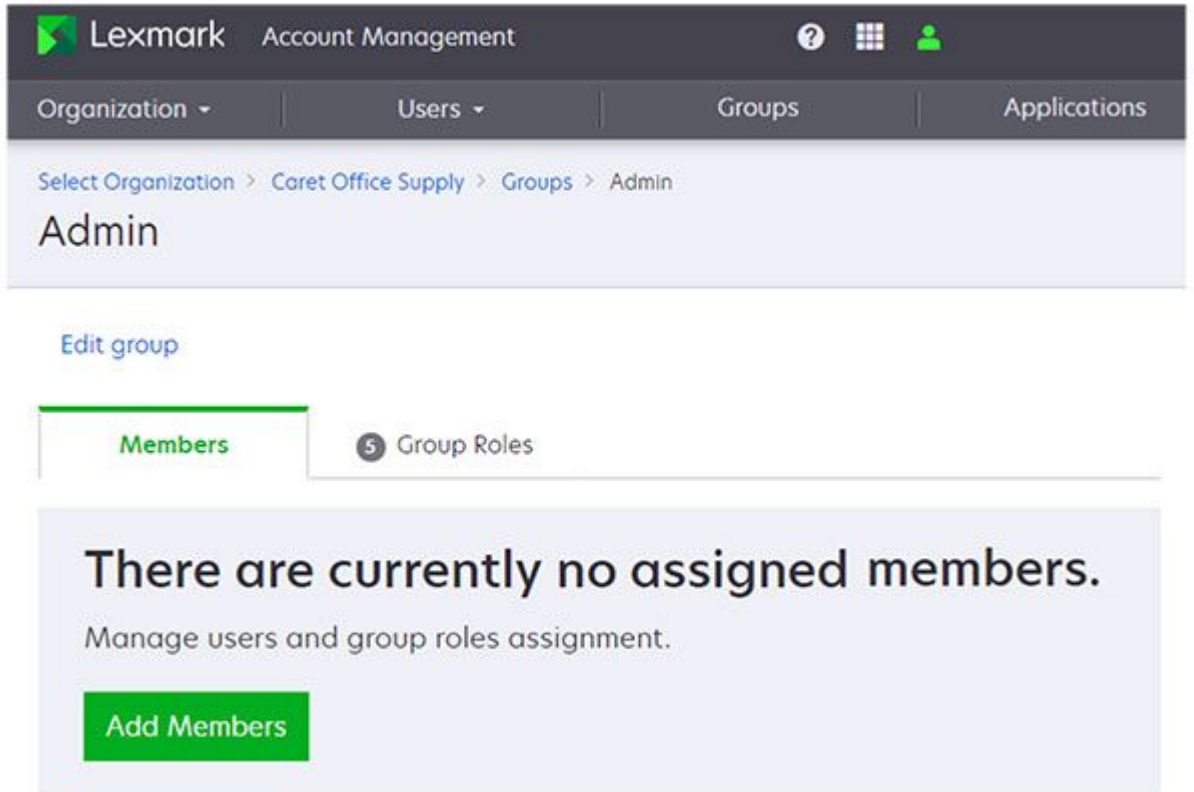 Lexmark Account Management ?
Organization Users Groups Applications
Select Organization > Caret Office Supply > Groups > Admin
Admin
Edit group
Members 5 Group Roles
There are currently no assigned members.
Manage users and group roles assignment.
Add Members